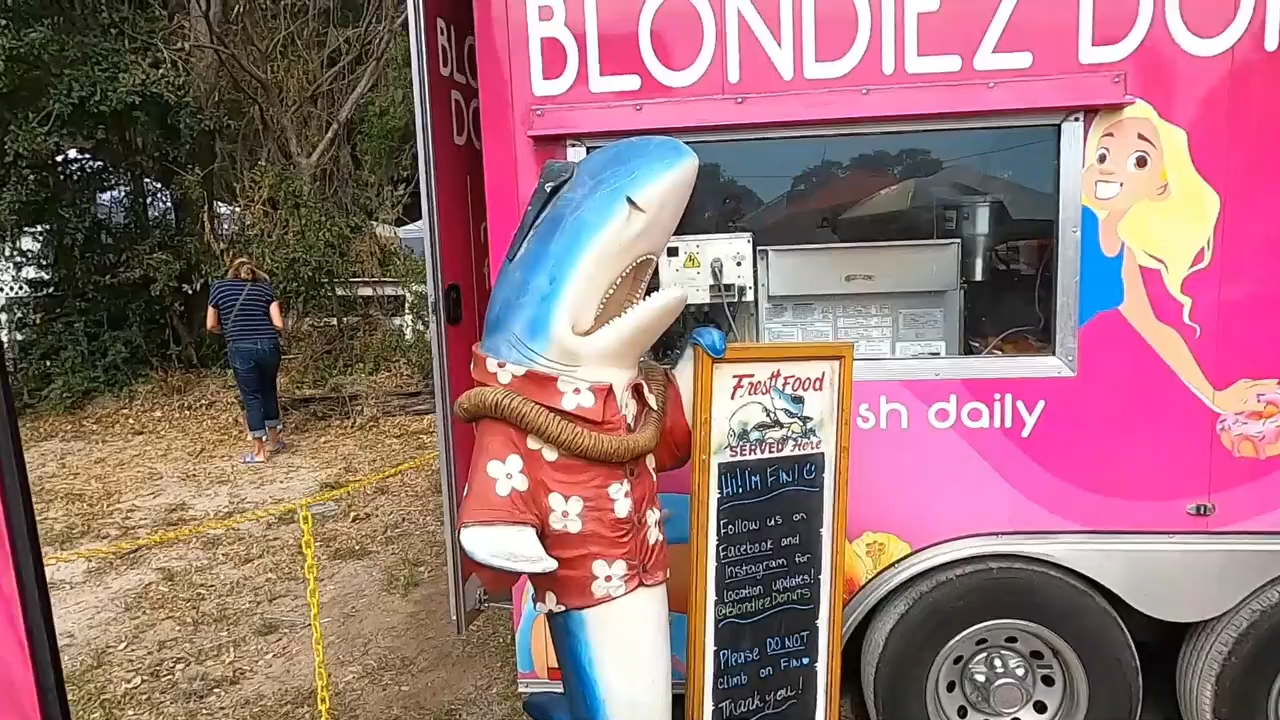 BLONDIEZ DO
BLO
DO
sh daily
Fresh Food
SERVED Here
Hi! I'm Fin!
Follow us on
Facebook and
Instagram for
location updates!
@BlondiezDonuts
Please DO NOT
climb on Fin
Thank you!